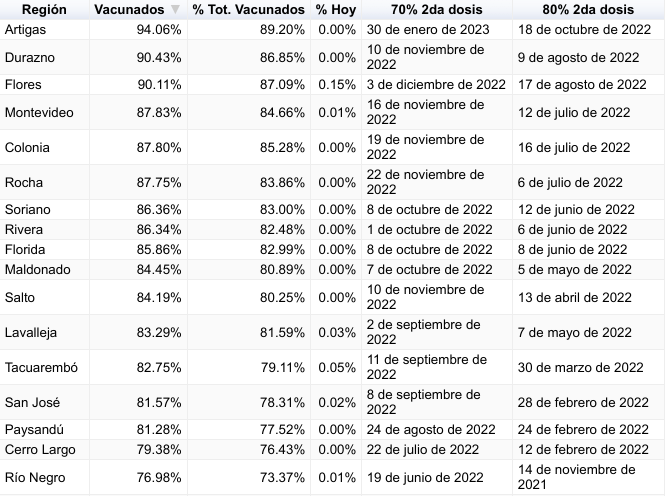 Región Vacunados ▼ % Tot. Vacunados % Hoy 70% 2da dosis 80% 2da dosis
Artigas 94.06% 89.20% 0.00% 30 de enero de 2023 18 de octubre de 2022
Durazno 90.43% 86.85% 0.00% 10 de noviembre de 2022 9 de agosto de 2022
Flores 90.11% 87.09% 0.15% 3 de diciembre de 2022 17 de agosto de 2022
Montevideo 87.83% 84.66% 0.01% 16 de noviembre de 2022 12 de julio de 2022
Colonia 87.80% 85.28% 0.00% 19 de noviembre de 2022 16 de julio de 2022
Rocha 87.75% 83.86% 0.00% 22 de noviembre de 2022 6 de julio de 2022
Soriano 86.36% 83.00% 0.00% 8 de octubre de 2022 12 de junio de 2022
Rivera 86.34% 82.48% 0.00% 1 de octubre de 2022 6 de junio de 2022
Florida 85.86% 82.99% 0.00% 8 de octubre de 2022 8 de junio de 2022
Maldonado 84.45% 80.89% 0.00% 7 de octubre de 2022 5 de mayo de 2022
Salto 84.19% 80.25% 0.00% 10 de noviembre de 2022 13 de abril de 2022
Lavalleja 83.29% 81.59% 0.03% 2 de septiembre de 2022 7 de mayo de 2022
Tacuarembó 82.75% 79.11% 0.05% 11 de septiembre de 2022 30 de marzo de 2022
San José 81.57% 78.31% 0.02% 8 de septiembre de 2022 28 de febrero de 2022
Paysandú 81.28% 77.52% 0.00% 24 de agosto de 2022 24 de febrero de 2022
Cerro Largo 79.38% 76.43% 0.00% 22 de julio de 2022 12 de febrero de 2022
Río Negro 76.98% 73.37% 0.01% 19 de junio de 2022 14 de noviembre de 2021